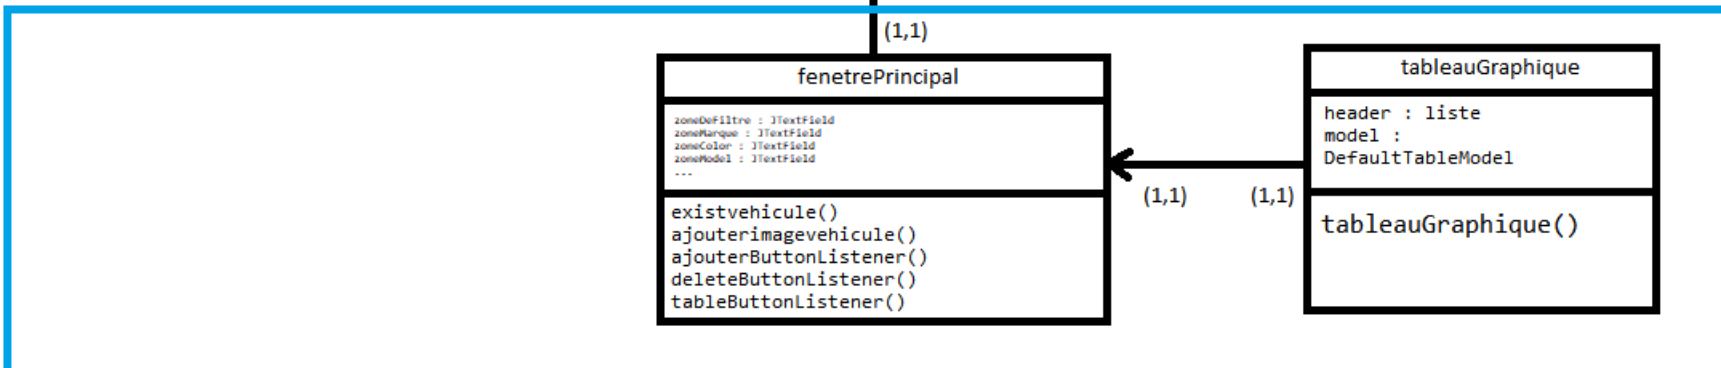 (1,1)
fenetrePrincipal
zoneDeFiltre : JTextField
zoneMarque : JTextField
zoneColor : JTextField
zoneModel : JTextField
---
existvehicule()
ajouterimagevehicule()
ajouterButtonListener()
deleteButtonListener()
tableButtonListener()
(1,1)
(1,1)
tableauGraphique
header : liste
model :
DefaultTableModel
tableauGraphique()